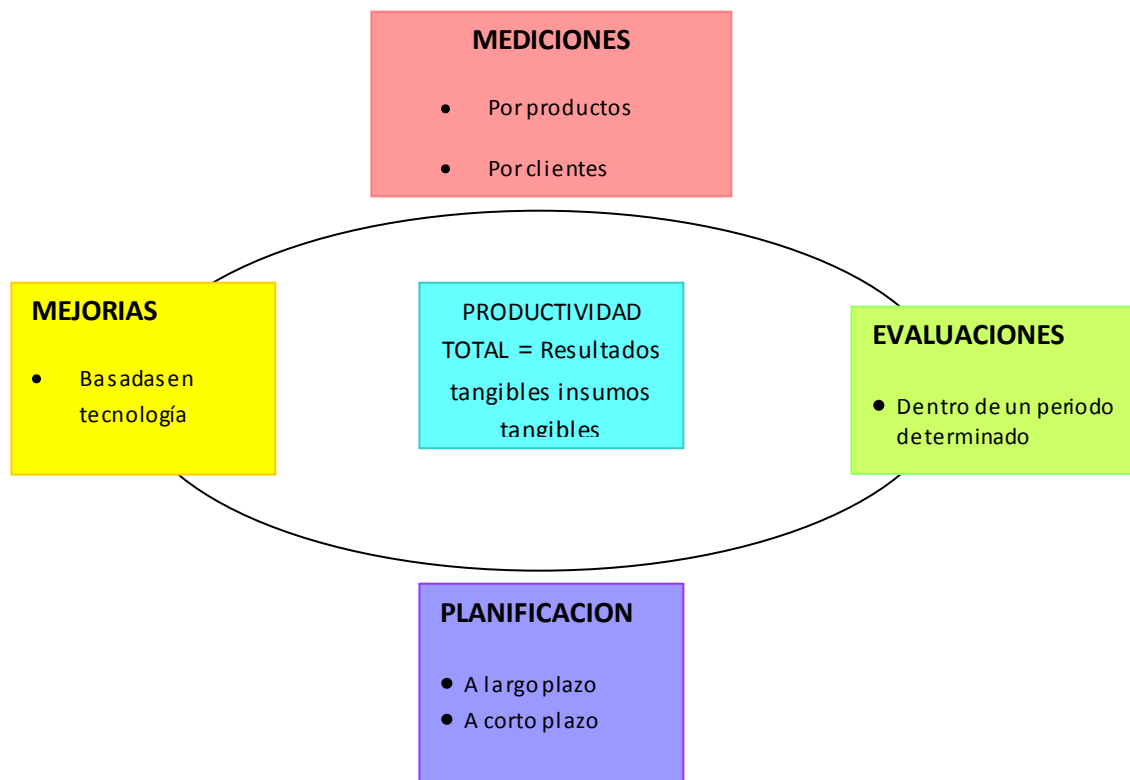 MEDICIONES
• Por productos
• Por clientes
MEJORIAS
• Basadas en
tecnología
PRODUCTIVIDAD
TOTAL = Resultados
tangibles insumos
tangibles
EVALUACIONES
• Dentro de un periodo
determinado
PLANIFICACION
• A largo plazo
• A corto plazo